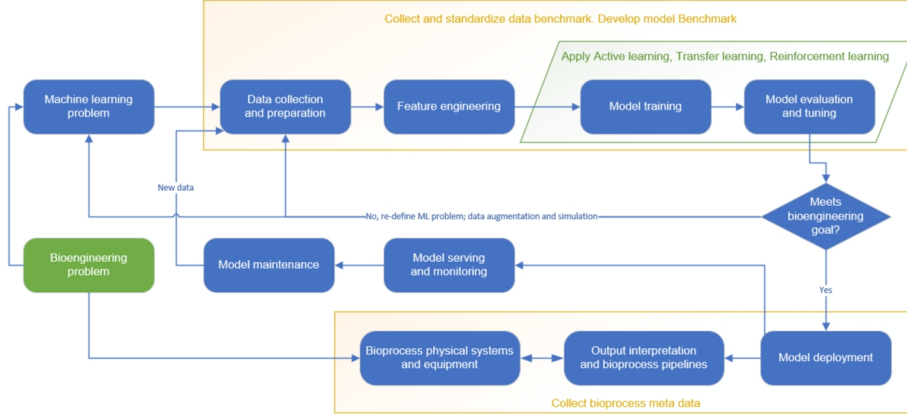 Collect and standardize data benchmark. Develop model Benchmark
Apply Active learning, Transfer learning, Reinforcement learning
Machine learning
problem
Data collection
and preparation
Feature engineering
Model training
Model evaluation
and tuning
New data
No, re-define ML problem; data augmentation and simulation
Meets
bioengineering
goal?
Bioengineering
problem
Model maintenance
Model serving
and monitoring
Yes
Bioprocess physical systems
and equipment
Output interpretation
and bioprocess pipelines
Model deployment
Collect bioprocess meta data